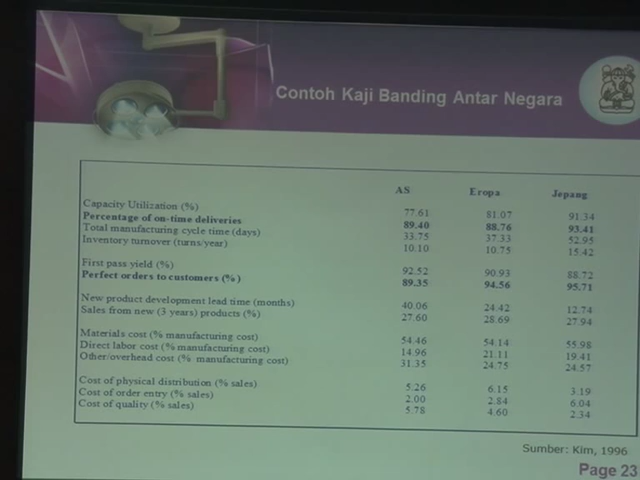 Contoh Kaji Banding Antar Negara
AS Eropa Jepang
Capacity Utilization (%) 77.61 81.07 91.34
Percentage of on-time deliveries 89.40 88.76 93.41
Total manufacturing cycle time (days) 33.75 37.33 52.95
Inventory turnover (turns/year) 10.10 10.75 15.42
First pass yield (%) 92.52 90.93 88.72
Perfect orders to customers (%) 89.35 94.56 95.71
New product development lead time (months) 40.06 24.42 12.74
Sales from new (3 years) products (%) 27.60 28.69 27.94
Materials cost (% manufacturing cost) 54.46 54.14 55.98
Direct labor cost (% manufacturing cost) 14.96 21.11 19.41
Other/overhead cost (% manufacturing cost) 31.35 24.75 24.57
Cost of physical distribution (% sales) 5.26 6.15 3.19
Cost of order entry (% sales) 2.00 2.84 6.04
Cost of quality (% sales) 5.78 4.60 2.34
Sumber: Kim, 1996
Page 23